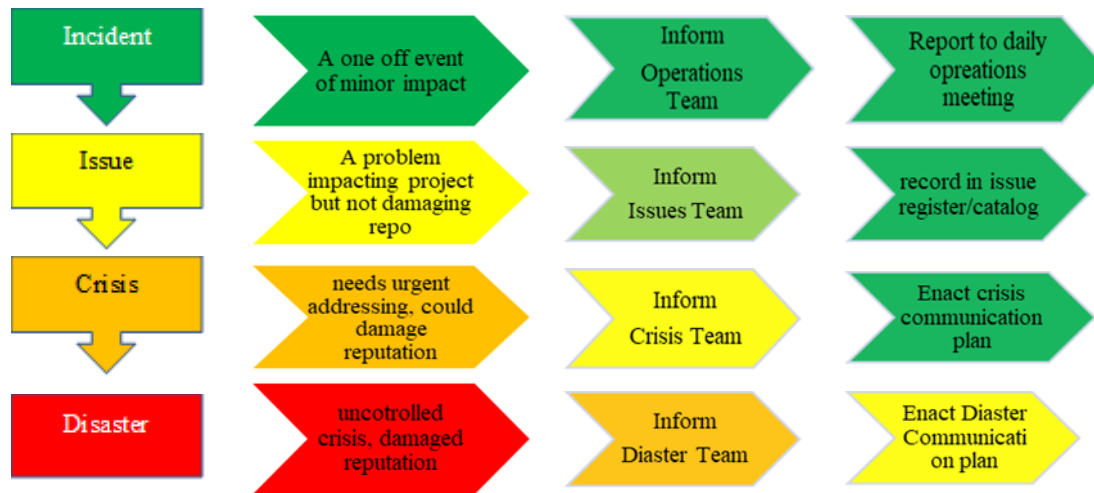 Incident
A one off event
of minor impact
Inform
Operations
Team
Report to daily
opreations
meeting
Issue
A problem
impacting project
but not damaging
repo
Inform
Issues Team
record in issue
register/catalog
Crisis
needs urgent
addressing, could
damage
reputation
Inform
Crisis Team
Enact crisis
communication
plan
Disaster
uncotrolled
crisis, damaged
reputation
Inform
Diaster Team
Enact Diaster
Communicati
on plan